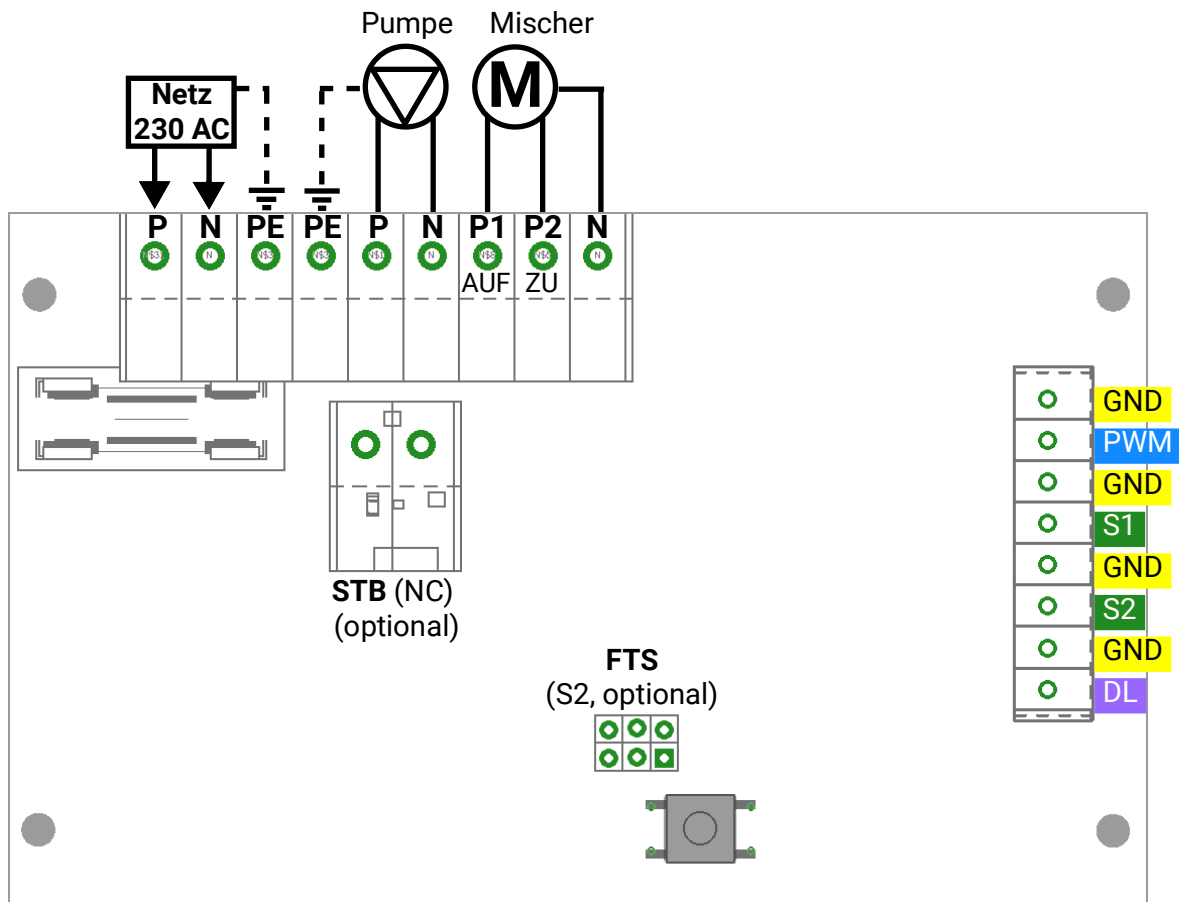 Pumpe Mischer
Netz
230 AC
P N PE PE P N P1 P2 N
N N N
AUF ZU
GND
PWM
GND
S1
GND
S2
GND
DL
STB (NC)
(optional)
FTS
(S2, optional)
M